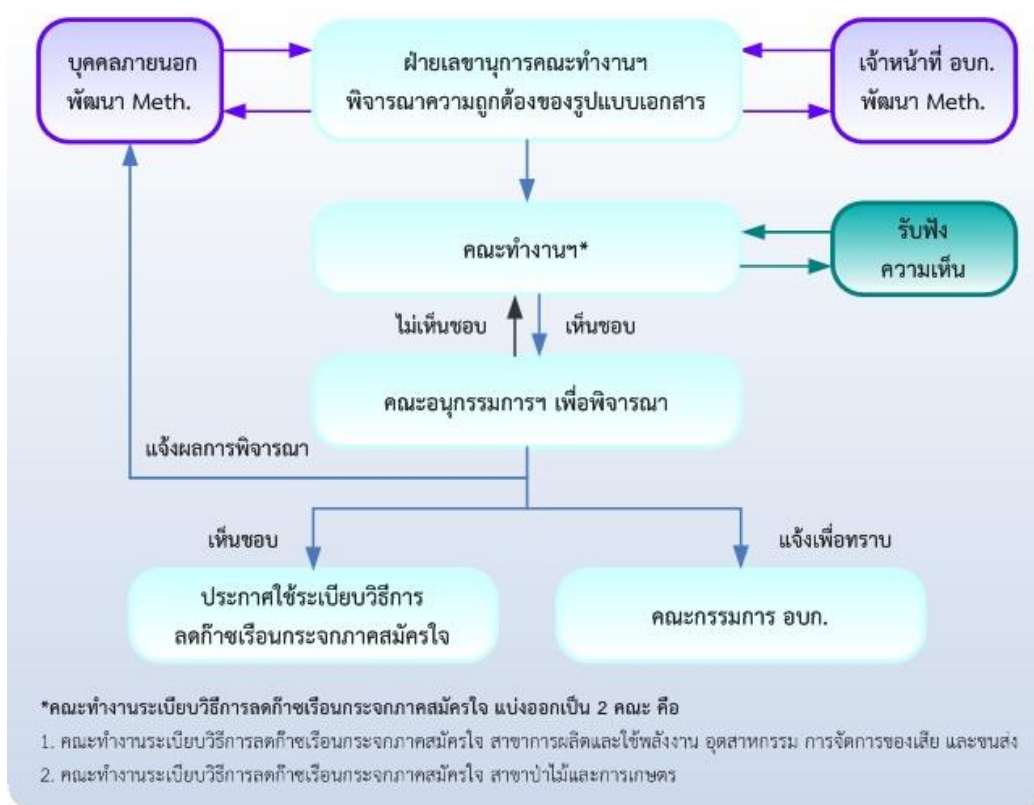 บุคคลภายนอก
พัฒนา Meth.
ฝ่ายเลขานุการคณะทำงานฯ
พิจารณาความถูกต้องของรูปแบบเอกสาร
เจ้าหน้าที่ อบก.
พัฒนา Meth.
คณะทำงานฯ*
รับฟัง
ความเห็น
ไม่เห็นชอบ
เห็นชอบ
คณะอนุกรรมการฯ เพื่อพิจารณา
แจ้งผลการพิจารณา
เห็นชอบ
แจ้งเพื่อทราบ
ประกาศใช้ระเบียบวิธีการ
ลดก๊าซเรือนกระจกภาคสมัครใจ
คณะกรรมการ อบก.
*คณะทำงานระเบียบวิธีการลดก๊าซเรือนกระจกภาคสมัครใจ แบ่งออกเป็น 2 คณะ คือ
1. คณะทำงานระเบียบวิธีการลดก๊าซเรือนกระจกภาคสมัครใจ สาขาการผลิตและใช้พลังงาน อุตสาหกรรม การจัดการของเสีย และขนส่ง
2. คณะทำงานระเบียบวิธีการลดก๊าซเรือนกระจกภาคสมัครใจ สาขาป่าไม้และการเกษตร